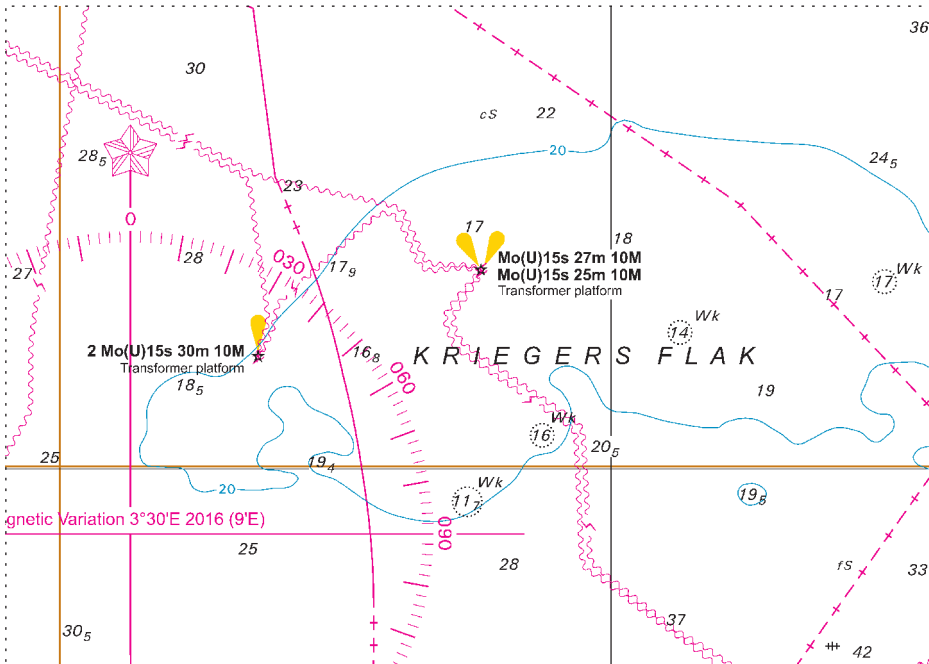 36
30
cS 22
20
28₅
24₅
23
0
17
18
27
28
030
17₉
Wk
17
17
Mo(U)15s 27m 10M
Mo(U)15s 25m 10M
Transformer platform
Wk
14
2 Mo(U)15s 30m 10M
Transformer platform
16₈
KRIEGERS FLAK
060
18₅
19
Wk
16
20₅
25
19₄
20
Wk
11₇
19₅
gnetic Variation 3°30'E 2016 (9'E)
090
25
28
fS
33
37
30₅
42